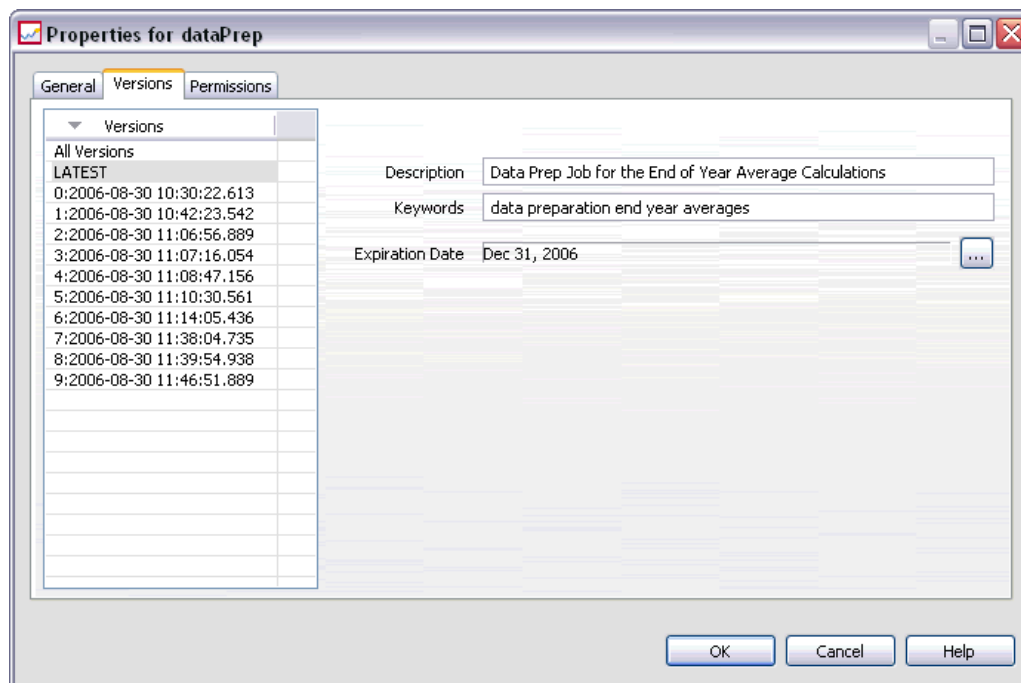 Properties for dataPrep
General Versions Permissions
Versions
All Versions
LATEST
0:2006-08-30 10:30:22.613
1:2006-08-30 10:42:23.542
2:2006-08-30 11:06:56.889
3:2006-08-30 11:07:16.054
4:2006-08-30 11:08:47.156
5:2006-08-30 11:10:30.561
6:2006-08-30 11:14:05.436
7:2006-08-30 11:38:04.735
8:2006-08-30 11:39:54.938
9:2006-08-30 11:46:51.889
Description Data Prep Job for the End of Year Average Calculations
Keywords data preparation end year averages
Expiration Date Dec 31, 2006 ...
OK Cancel Help